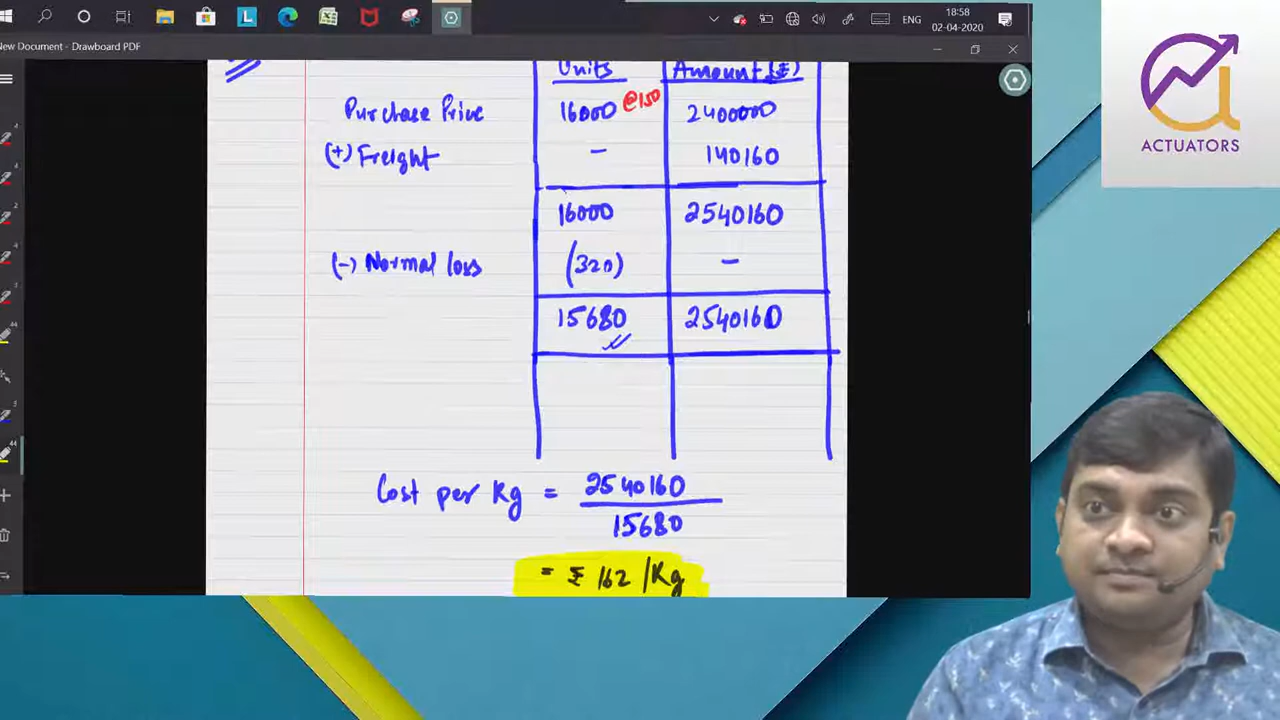 18:58
ENG
02-04-2020
New Document - Drawboard PDF
Units Amount (₹)
Purchase Price 16000 @150 2400000
(+) Freight - 140160
16000 2540160
(-) Normal loss (320) -
15680 2540160
Cost per Kg = 2540160
15680
= ₹ 162 /Kg
ACTUATORS